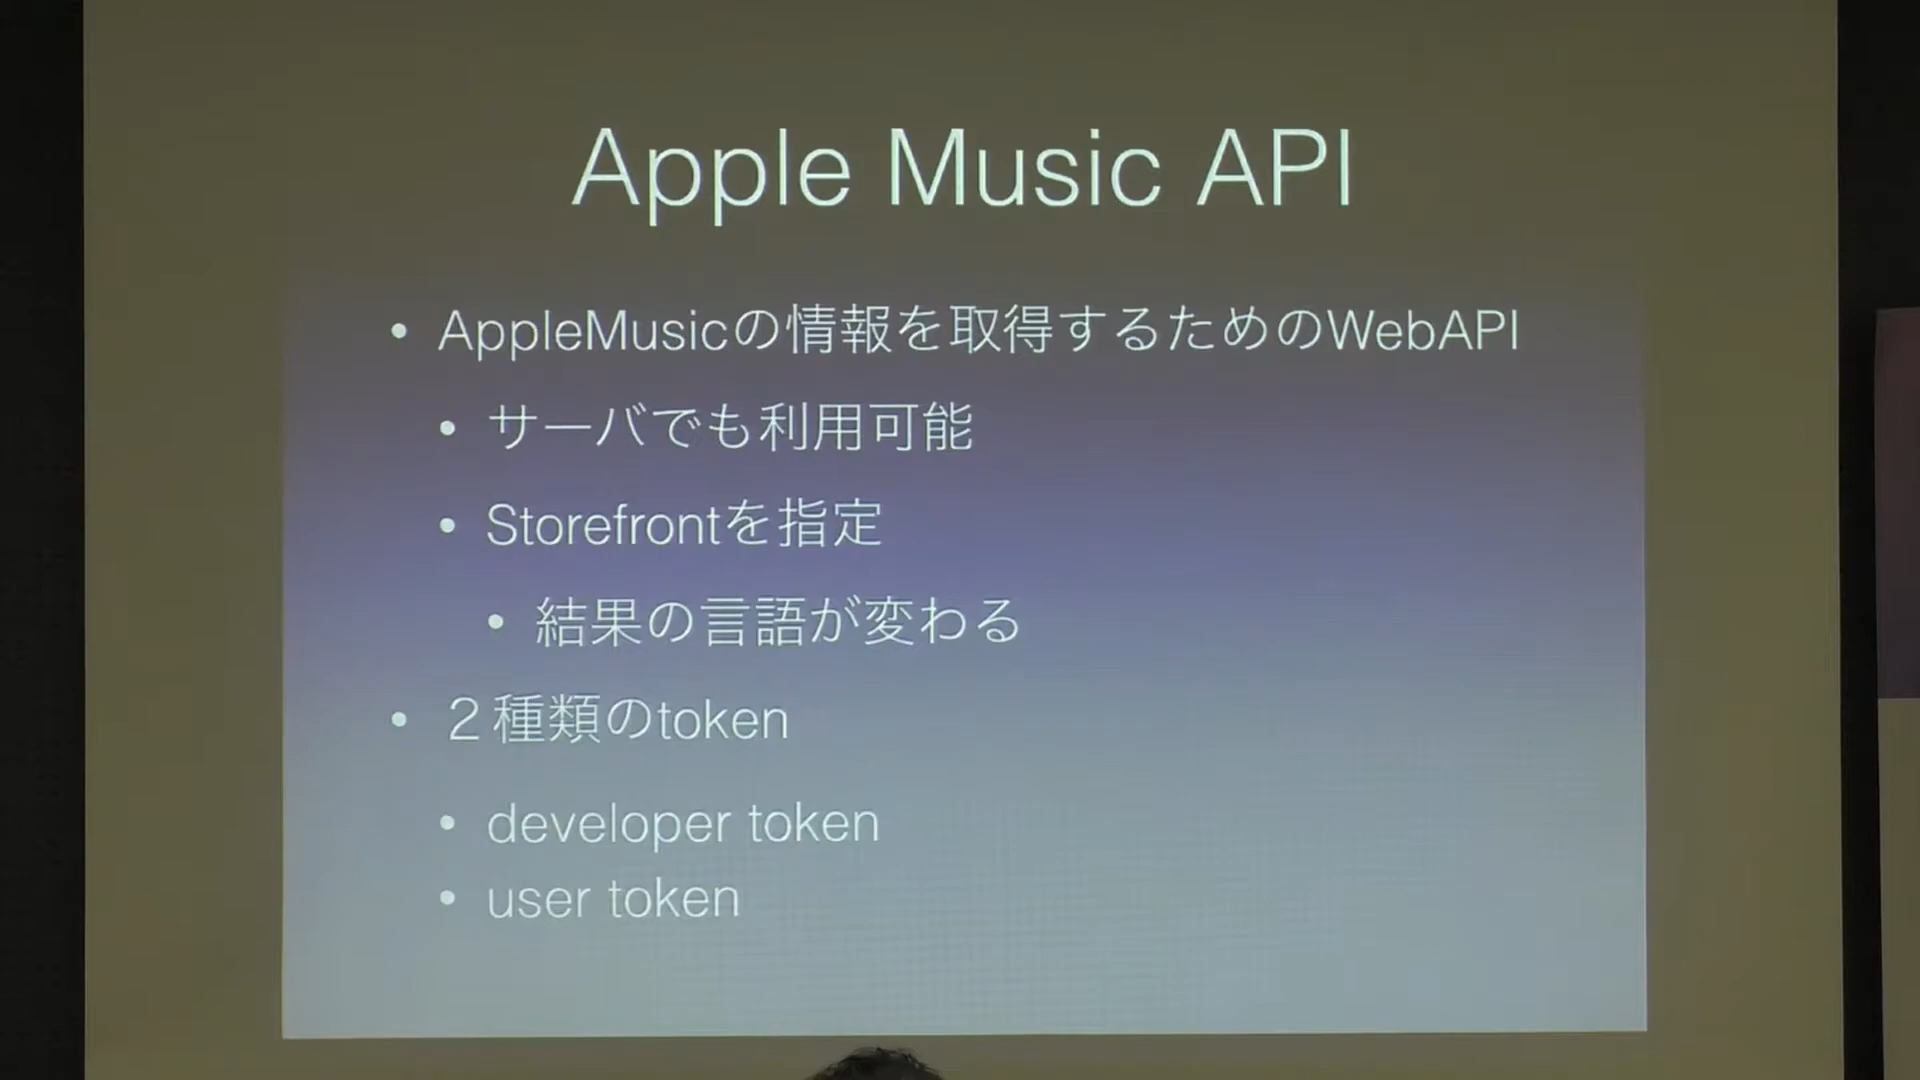 Apple Music API
• AppleMusicの情報を取得するためのWebAPI
• サーバでも利用可能
• Storefrontを指定
• 結果の言語が変わる
• ２種類のtoken
• developer token
• user token